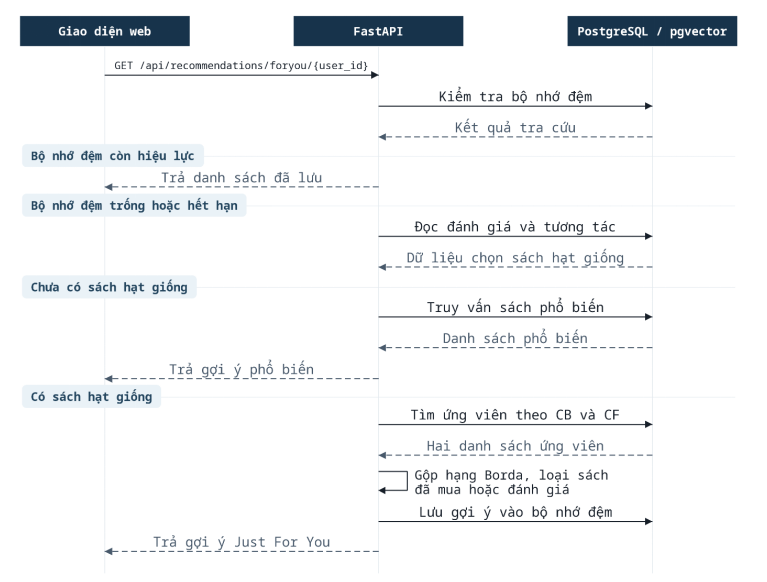 Giao diện web
FastAPI
PostgreSQL / pgvector
GET /api/recommendations/foryou/{user_id}
Kiểm tra bộ nhớ đệm
Kết quả tra cứu
Bộ nhớ đệm còn hiệu lực
Trả danh sách đã lưu
Bộ nhớ đệm trống hoặc hết hạn
Đọc đánh giá và tương tác
Dữ liệu chọn sách hạt giống
Chưa có sách hạt giống
Truy vấn sách phổ biến
Danh sách phổ biến
Trả gợi ý phổ biến
Có sách hạt giống
Tìm ứng viên theo CB và CF
Hai danh sách ứng viên
Gộp hạng Borda, loại sách
đã mua hoặc đánh giá
Lưu gợi ý vào bộ nhớ đệm
Trả gợi ý Just For You